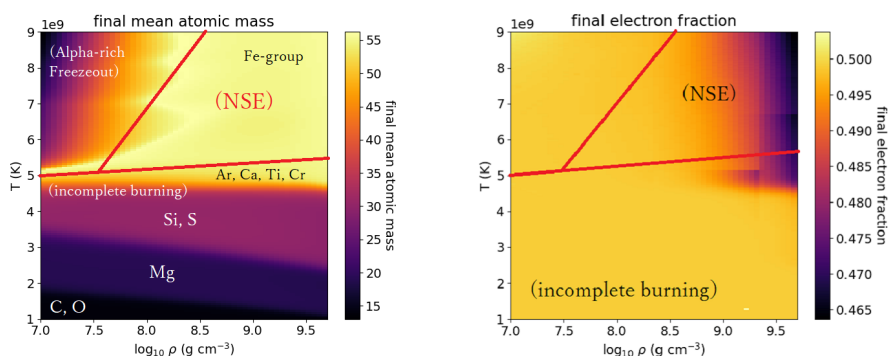 final mean atomic mass
9e9
8
7
6
5
4
3
2
1
T (K)
(Alpha-rich
Freezeout)
Fe-group
(NSE)
Ar, Ca, Ti, Cr
(incomplete burning)
Si, S
Mg
C, O
7.0 7.5 8.0 8.5 9.0 9.5
log₁₀ ρ (g cm⁻³)
55
50
45
40
35
30
25
20
15
final mean atomic mass
final electron fraction
9e9
8
7
6
5
4
3
2
1
T (K)
(NSE)
(incomplete burning)
7.0 7.5 8.0 8.5 9.0 9.5
log₁₀ ρ (g cm⁻³)
0.500
0.495
0.490
0.485
0.480
0.475
0.470
0.465
final electron fraction